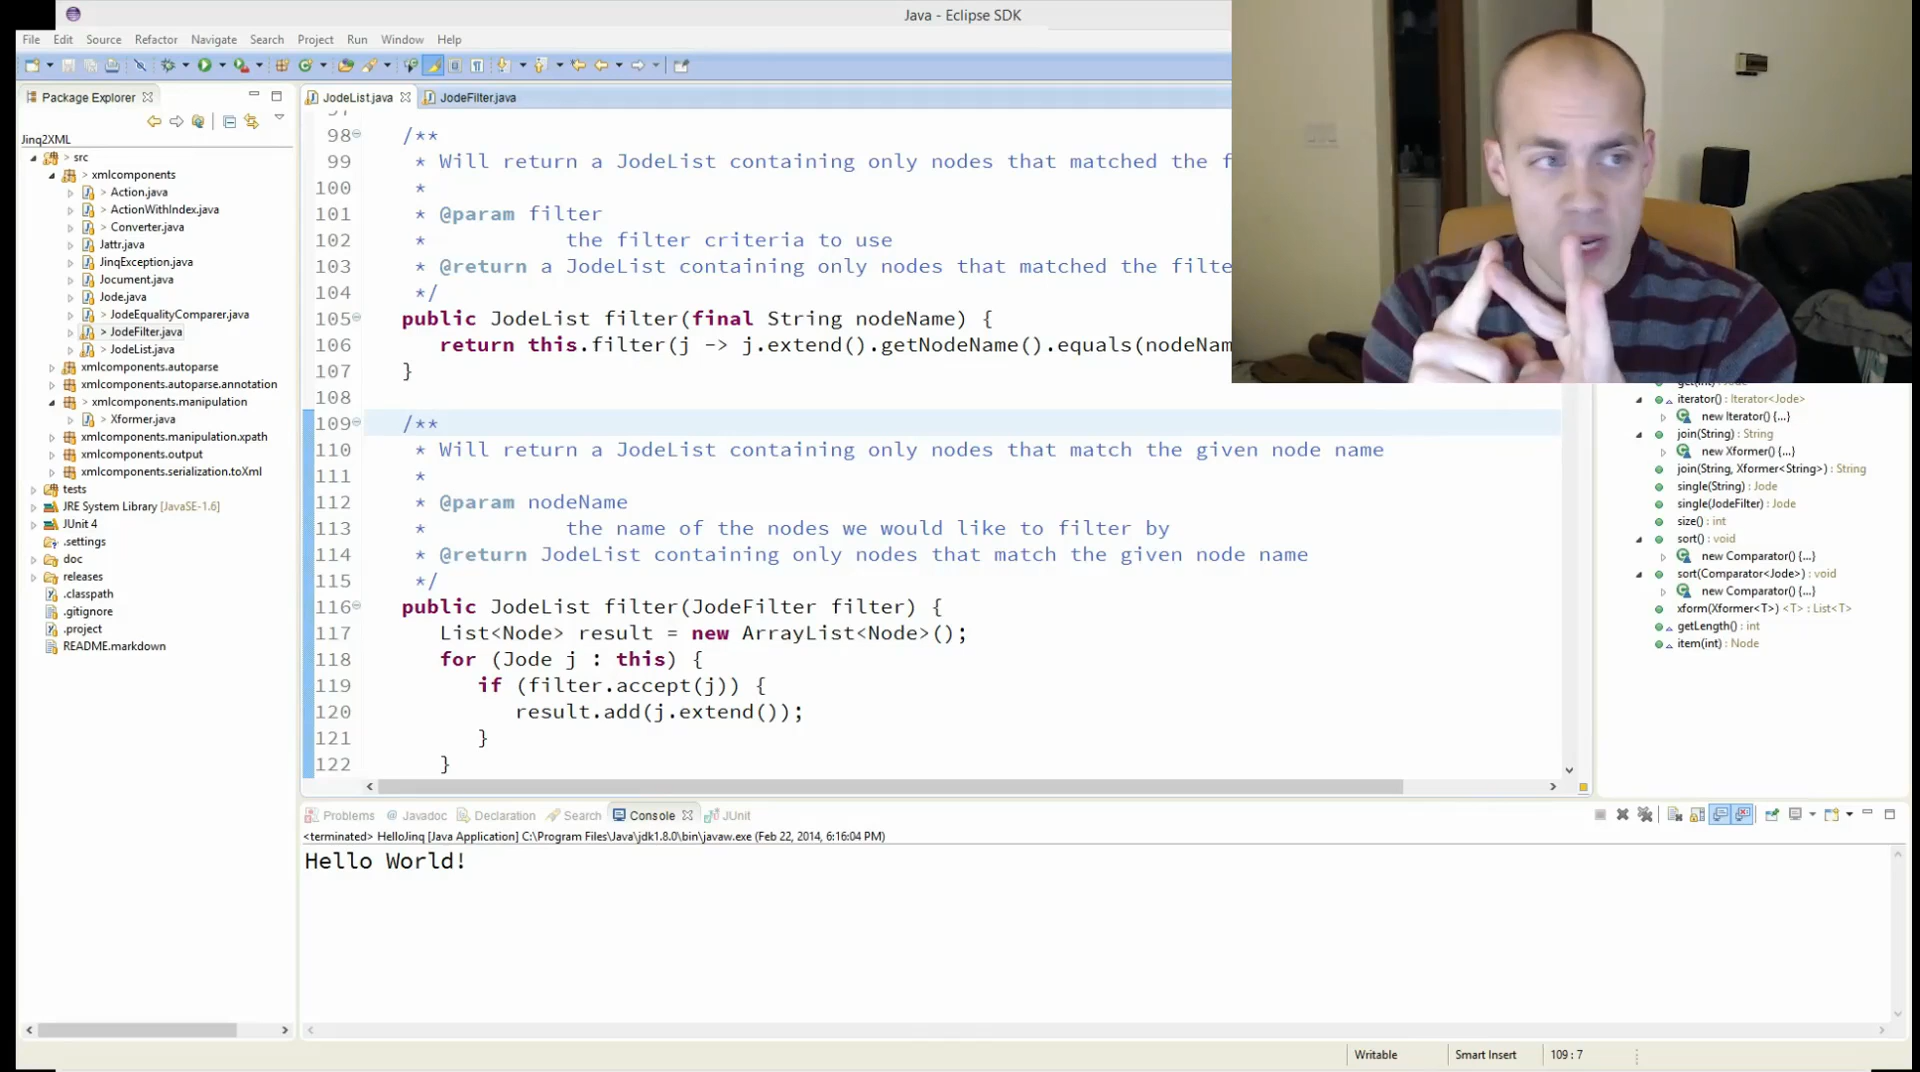 Java - Eclipse SDK
File Edit Source Refactor Navigate Search Project Run Window Help
Package Explorer
JodeList.java
JodeFilter.java
Jinq2XML
> src
> xmlcomponents
> Action.java
> ActionWithIndex.java
> Converter.java
Jattr.java
JinqException.java
Jocument.java
Jode.java
> JodeEqualityComparer.java
> JodeFilter.java
> JodeList.java
xmlcomponents.autoparse
xmlcomponents.autoparse.annotation
> xmlcomponents.manipulation
> Xformer.java
xmlcomponents.manipulation.xpath
xmlcomponents.output
xmlcomponents.serialization.toXml
tests
JRE System Library [JavaSE-1.6]
JUnit 4
.settings
doc
releases
.classpath
.gitignore
.project
README.markdown
98 /**
99 * Will return a JodeList containing only nodes that matched the f
100 *
101 * @param filter
102 * the filter criteria to use
103 * @return a JodeList containing only nodes that matched the filte
104 */
105 public JodeList filter(final String nodeName) {
106 return this.filter(j -> j.extend().getNodeName().equals(nodeNam
107 }
108
109 /**
110 * Will return a JodeList containing only nodes that match the given node name
111 *
112 * @param nodeName
113 * the name of the nodes we would like to filter by
114 * @return JodeList containing only nodes that match the given node name
115 */
116 public JodeList filter(JodeFilter filter) {
117 List<Node> result = new ArrayList<Node>();
118 for (Jode j : this) {
119 if (filter.accept(j)) {
120 result.add(j.extend());
121 }
122 }
iterator() : Iterator<Jode>
new Iterator() {...}
join(String) : String
new Xformer() {...}
join(String, Xformer<String>) : String
single(String) : Jode
single(JodeFilter) : Jode
size() : int
sort() : void
new Comparator() {...}
sort(Comparator<Jode>) : void
new Comparator() {...}
xform(Xformer<T>) <T> : List<T>
getLength() : int
item(int) : Node
Problems @ Javadoc Declaration Search Console JUnit
<terminated> HelloJinq [Java Application] C:\Program Files\Java\jdk1.8.0\bin\javaw.exe (Feb 22, 2014, 6:16:04 PM)
Hello World!
Writable Smart Insert 109 : 7